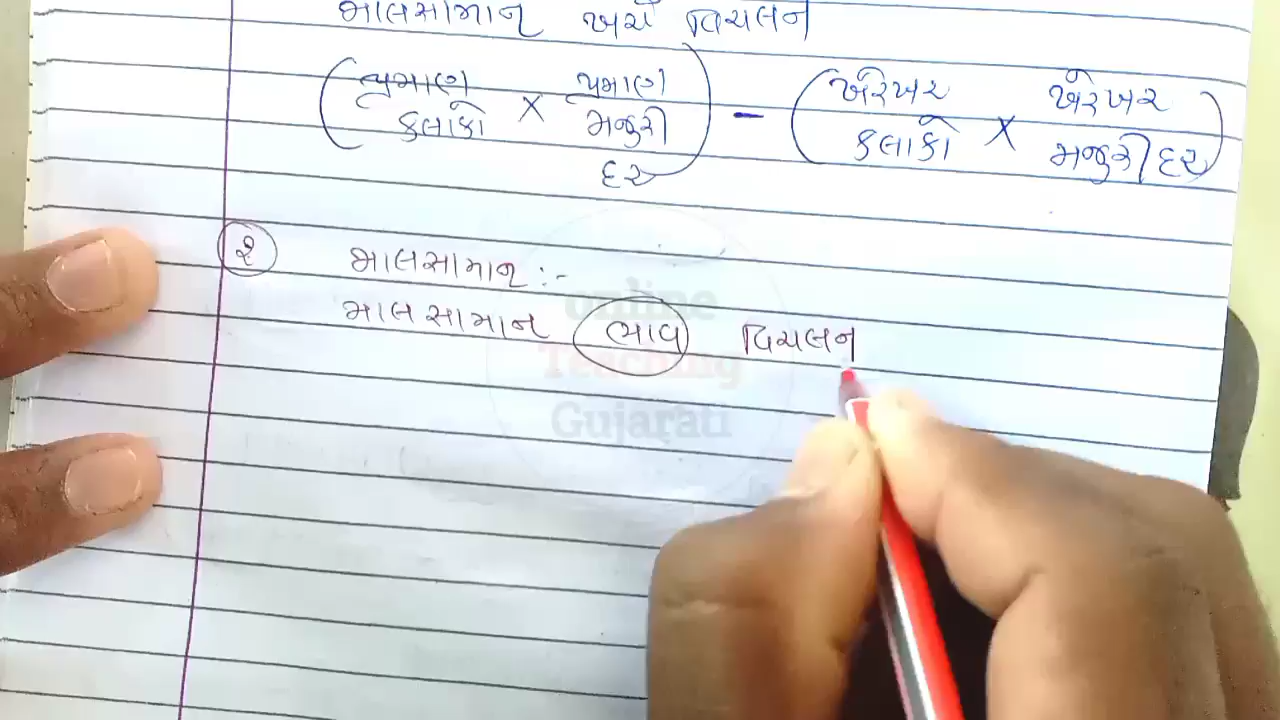 માલસામાન ખર્ચ વિચલન
(પ્રમાણ કલાકો × પ્રમાણ મજુરી દર) - (ખરેખર કલાકો × ખરેખર મજુરી દર)
૨ માલસામાન :-
માલસામાન ભાવ વિચલન
online
Teaching
Gujarati